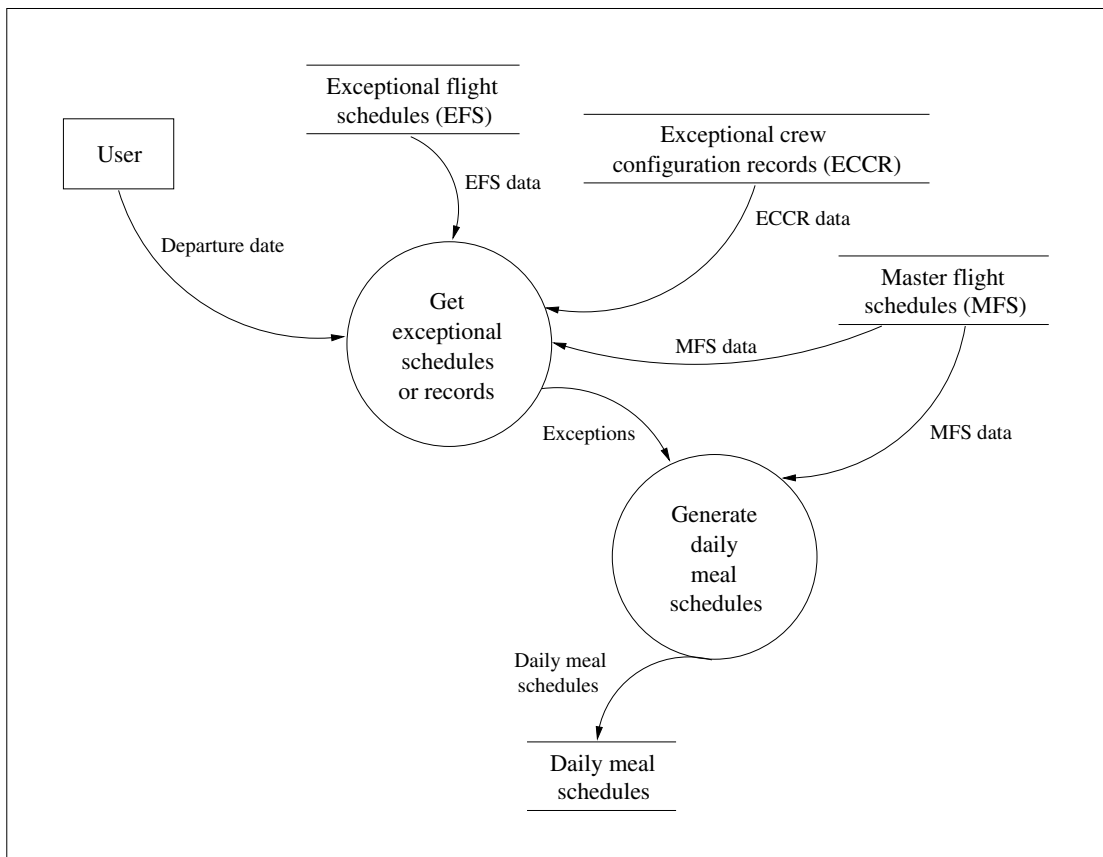 Exceptional flight
schedules (EFS)
User
Exceptional crew
configuration records (ECCR)
EFS data
ECCR data
Departure date
Master flight
schedules (MFS)
Get
exceptional
schedules
or records
MFS data
Exceptions
MFS data
Generate
daily
meal
schedules
Daily meal
schedules
Daily meal
schedules